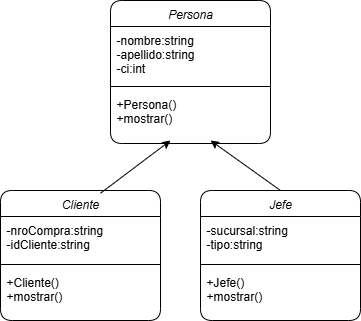 Persona
-nombre:string
-apellido:string
-ci:int
+Persona()
+mostrar()
Cliente
-nroCompra:string
-idCliente:string
+Cliente()
+mostrar()
Jefe
-sucursal:string
-tipo:string
+Jefe()
+mostrar()